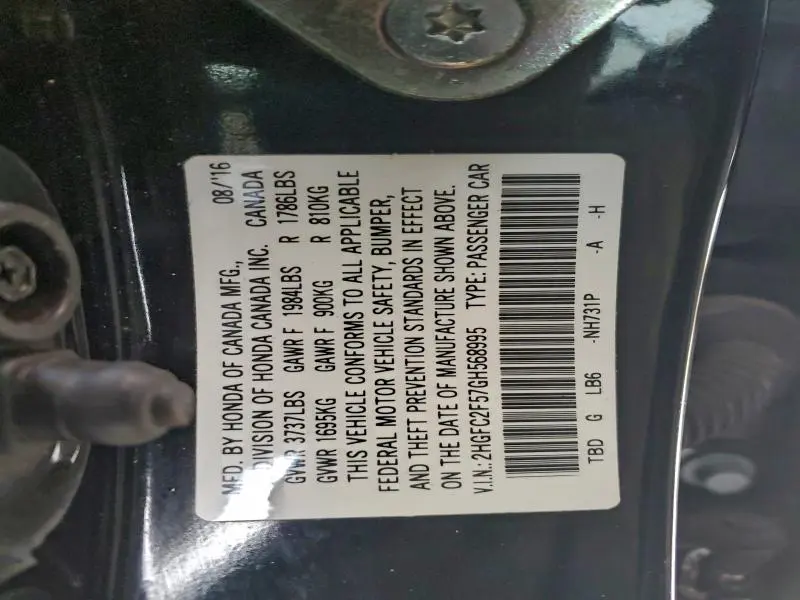 MFD. BY HONDA OF CANADA MFG., 08/'16
DIVISION OF HONDA CANADA INC. CANADA
GVWR 3737LBS GAWR F 1984LBS R 1786LBS
GVWR 1695KG GAWR F 900KG R 810KG
THIS VEHICLE CONFORMS TO ALL APPLICABLE
FEDERAL MOTOR VEHICLE SAFETY, BUMPER,
AND THEFT PREVENTION STANDARDS IN EFFECT
ON THE DATE OF MANUFACTURE SHOWN ABOVE.
V.I.N.: 2HGFC2F57GH568995 TYPE: PASSENGER CAR
TBD G LB6 -NH731P -A -H